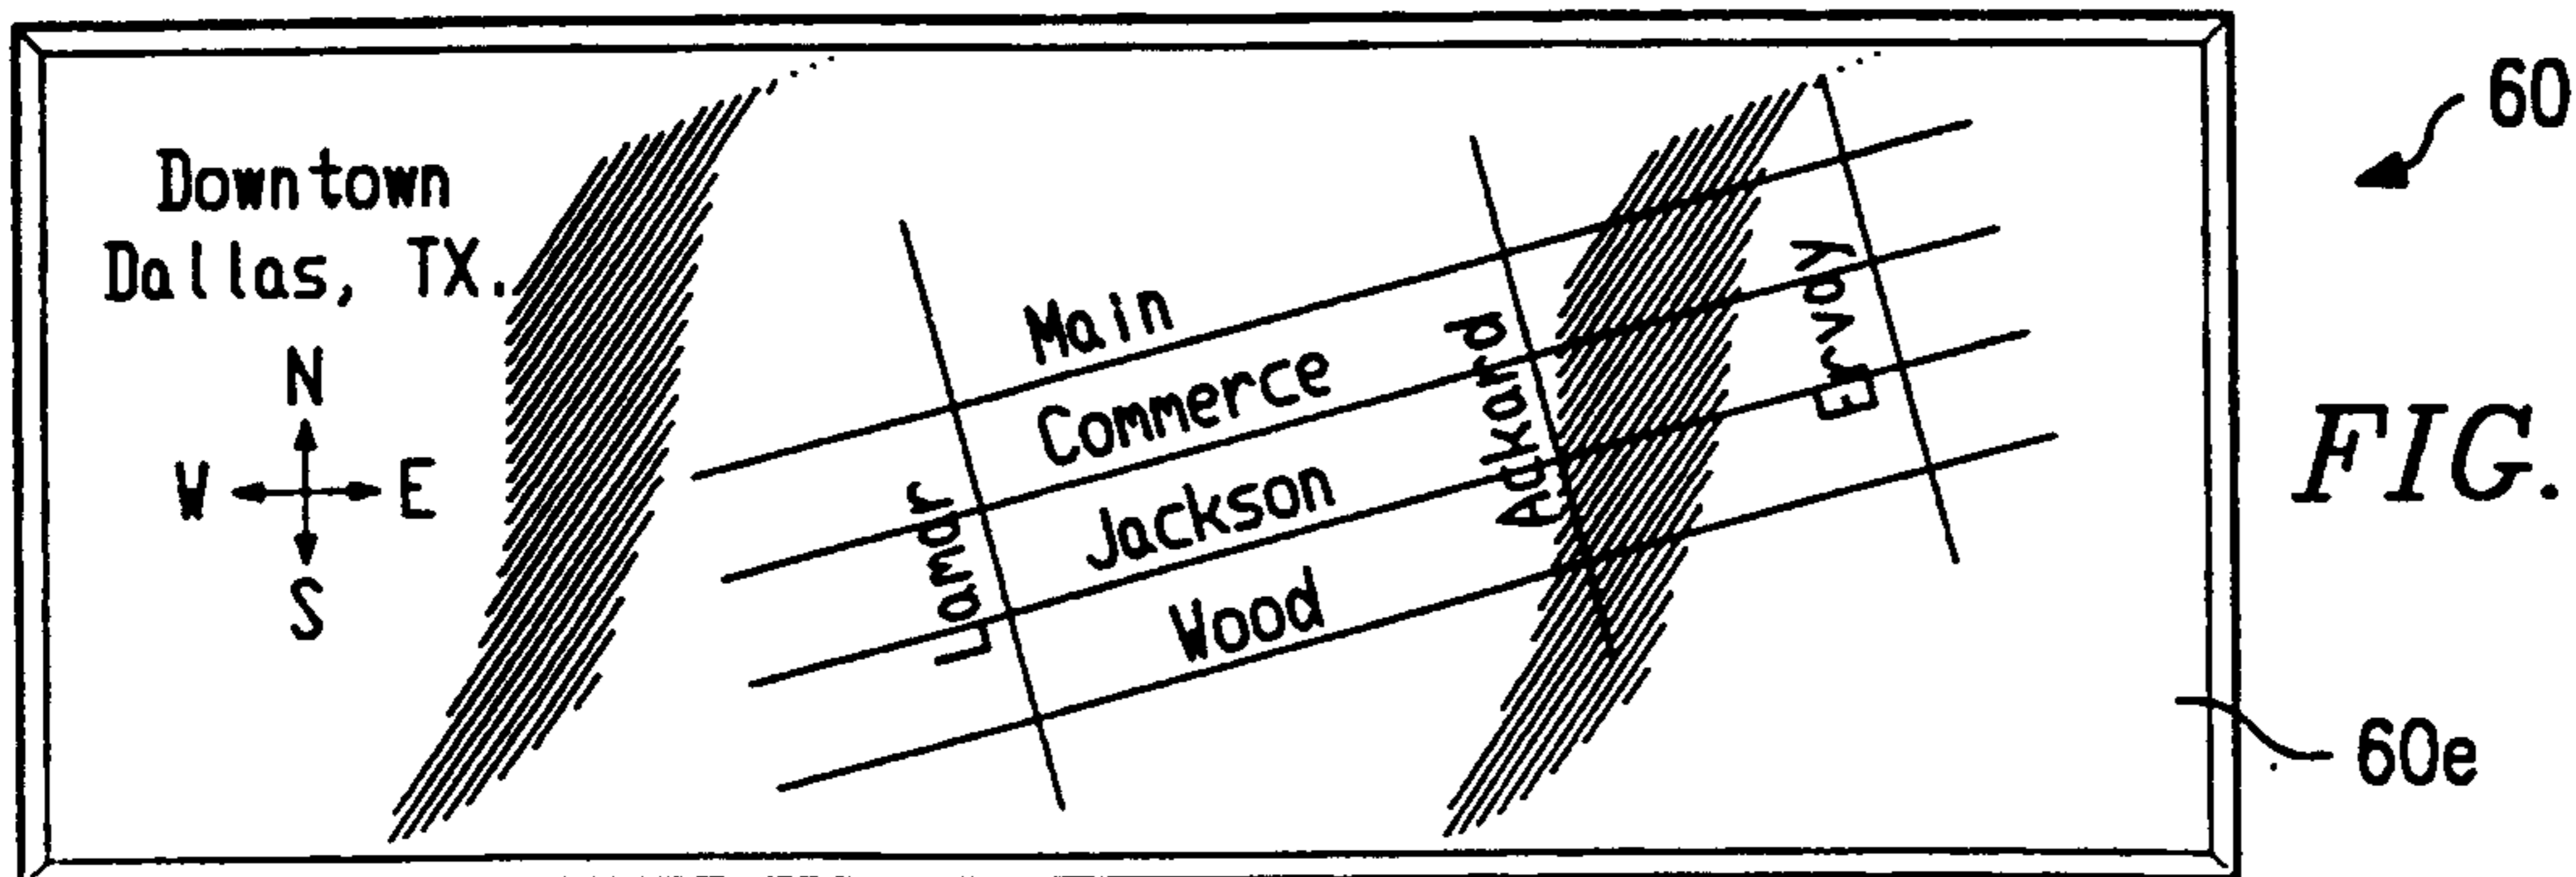 60
Downtown
Dallas, TX.
N
W E
S
Main
Commerce
Jackson
Wood
Lamar
Ackard
Ervay
FIG.
60e